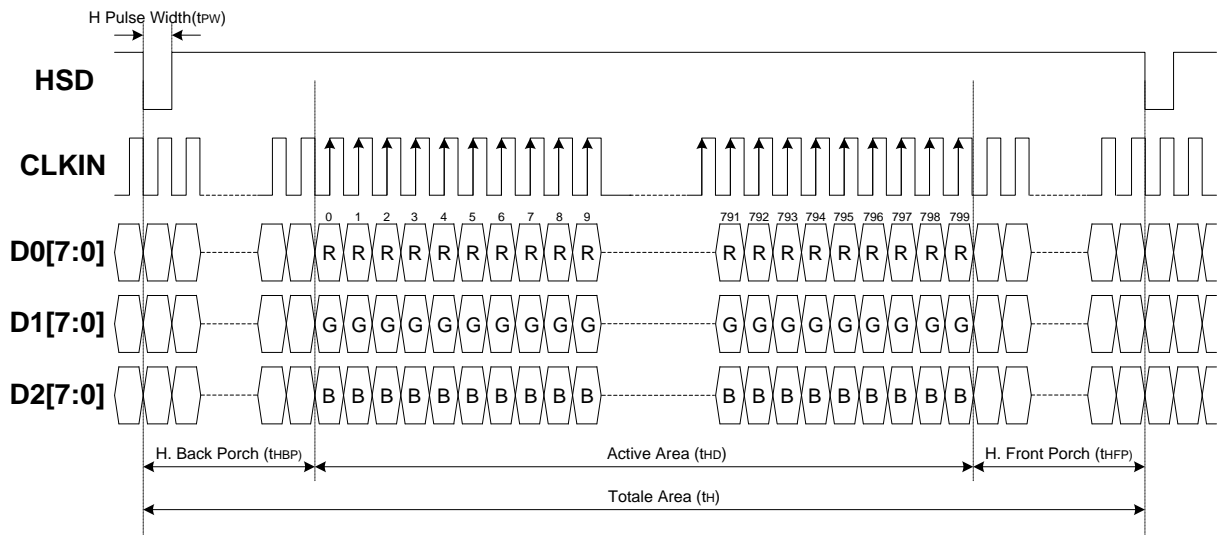 H Pulse Width(tPW)
HSD
CLKIN
0 1 2 3 4 5 6 7 8 9 791 792 793 794 795 796 797 798 799
D0[7:0] R R R R R R R R R R R R R R R R R R R
D1[7:0] G G G G G G G G G G G G G G G G G G G
D2[7:0] B B B B B B B B B B B B B B B B B B B
H. Back Porch (tHBP) Active Area (tHD) H. Front Porch (tHFP)
Totale Area (tH)